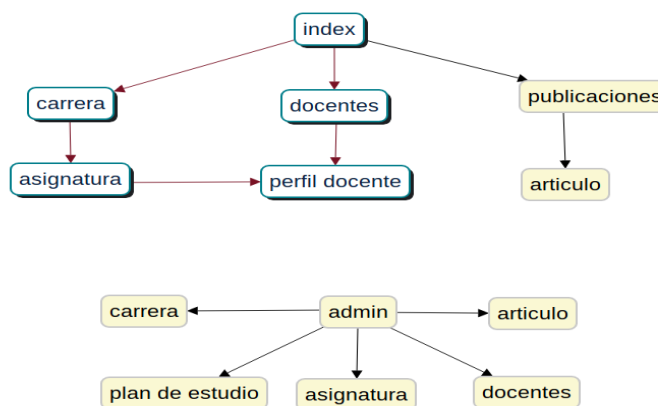 index
carrera
docentes
publicaciones
asignatura
perfil docente
articulo
carrera
admin
articulo
plan de estudio
asignatura
docentes